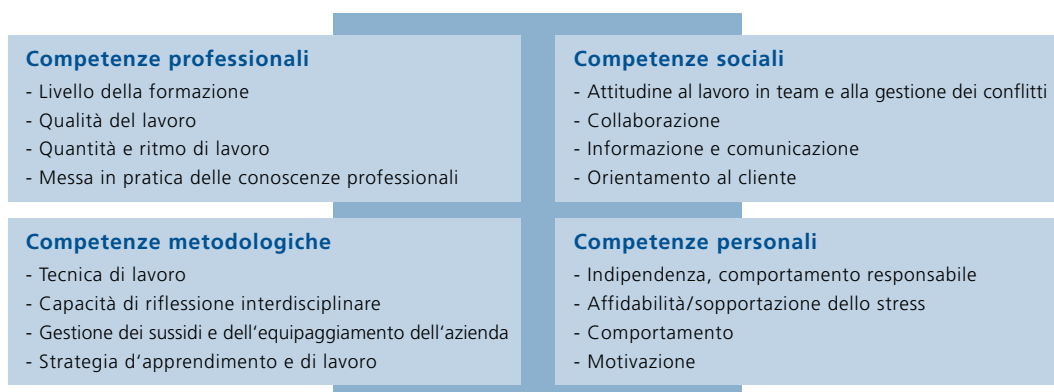 Competenze professionali
- Livello della formazione
- Qualità del lavoro
- Quantità e ritmo di lavoro
- Messa in pratica delle conoscenze professionali
Competenze sociali
- Attitudine al lavoro in team e alla gestione dei conflitti
- Collaborazione
- Informazione e comunicazione
- Orientamento al cliente
Competenze metodologiche
- Tecnica di lavoro
- Capacità di riflessione interdisciplinare
- Gestione dei sussidi e dell‘equipaggiamento dell‘azienda
- Strategia d‘apprendimento e di lavoro
Competenze personali
- Indipendenza, comportamento responsabile
- Affidabilità/sopportazione dello stress
- Comportamento
- Motivazione